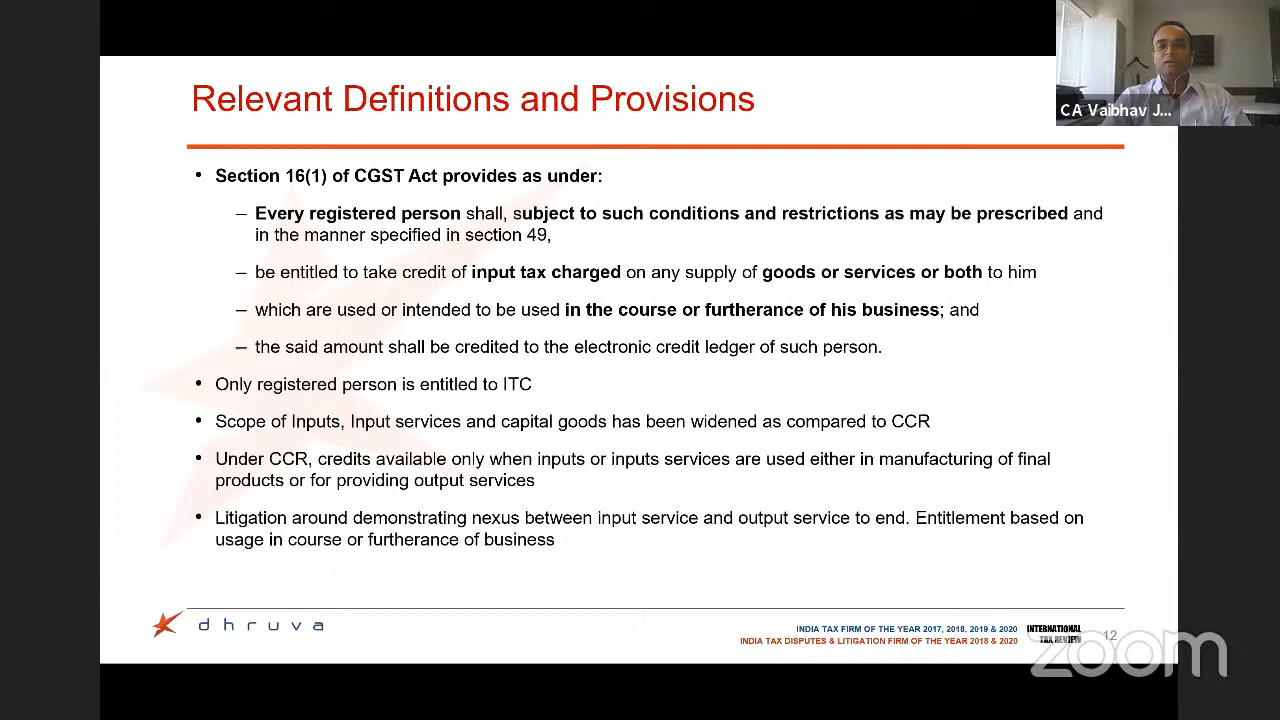 Relevant Definitions and Provisions
CA Vaibhav J...
• Section 16(1) of CGST Act provides as under:
– Every registered person shall, subject to such conditions and restrictions as may be prescribed and
in the manner specified in section 49,
– be entitled to take credit of input tax charged on any supply of goods or services or both to him
– which are used or intended to be used in the course or furtherance of his business; and
– the said amount shall be credited to the electronic credit ledger of such person.
• Only registered person is entitled to ITC
• Scope of Inputs, Input services and capital goods has been widened as compared to CCR
• Under CCR, credits available only when inputs or inputs services are used either in manufacturing of final
products or for providing output services
• Litigation around demonstrating nexus between input service and output service to end. Entitlement based on
usage in course or furtherance of business
dhruva
INDIA TAX FIRM OF THE YEAR 2017, 2018, 2019 & 2020
INDIA TAX DISPUTES & LITIGATION FIRM OF THE YEAR 2018 & 2020
INTERNATIONAL
TAX REVIEW
12
zoom